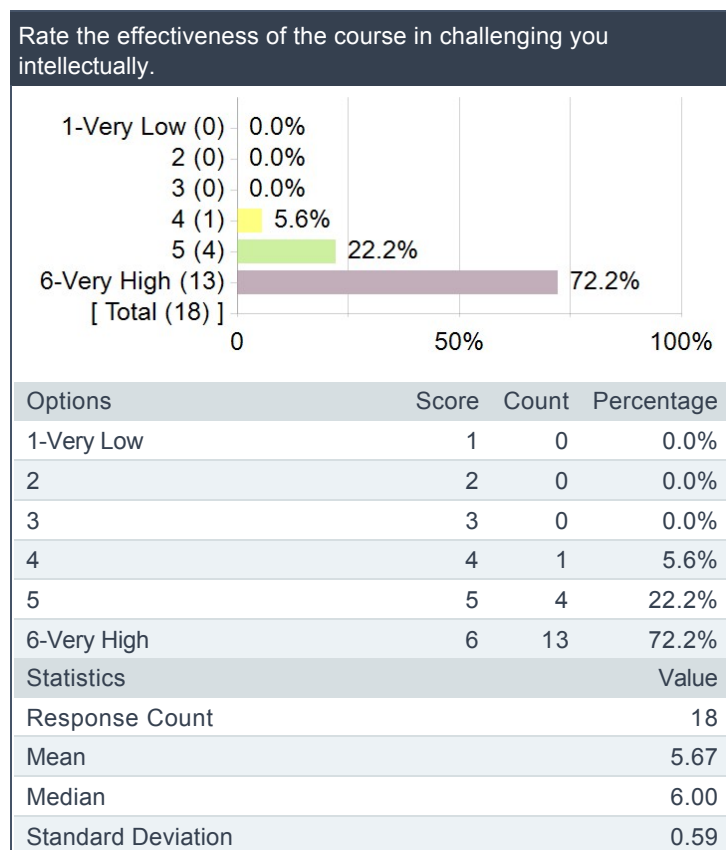 Rate the effectiveness of the course in challenging you
intellectually.
1-Very Low (0) 0.0%
2 (0) 0.0%
3 (0) 0.0%
4 (1) 5.6%
5 (4) 22.2%
6-Very High (13) 72.2%
[ Total (18) ]
0 50% 100%
Options Score Count Percentage
1-Very Low 1 0 0.0%
2 2 0 0.0%
3 3 0 0.0%
4 4 1 5.6%
5 5 4 22.2%
6-Very High 6 13 72.2%
Statistics Value
Response Count 18
Mean 5.67
Median 6.00
Standard Deviation 0.59